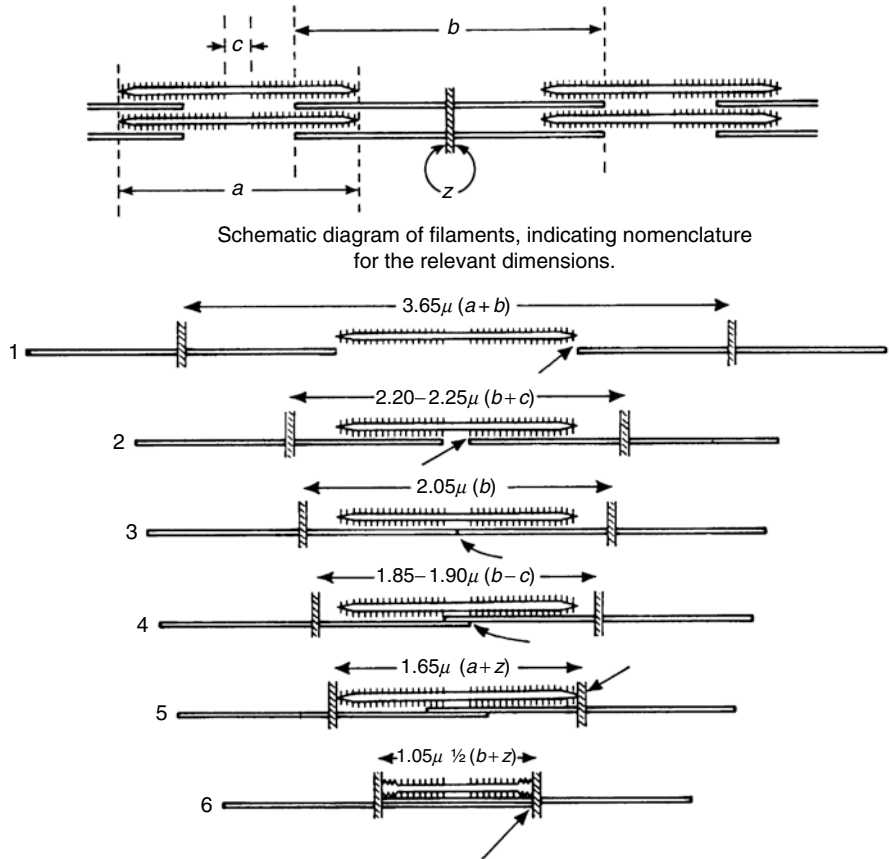 b
c
a
z
Schematic diagram of filaments, indicating nomenclature
for the relevant dimensions.
3.65μ (a+b)
1
2.20–2.25μ (b+c)
2
2.05μ (b)
3
1.85–1.90μ (b–c)
4
1.65μ (a+z)
5
1.05μ ½ (b+z)
6